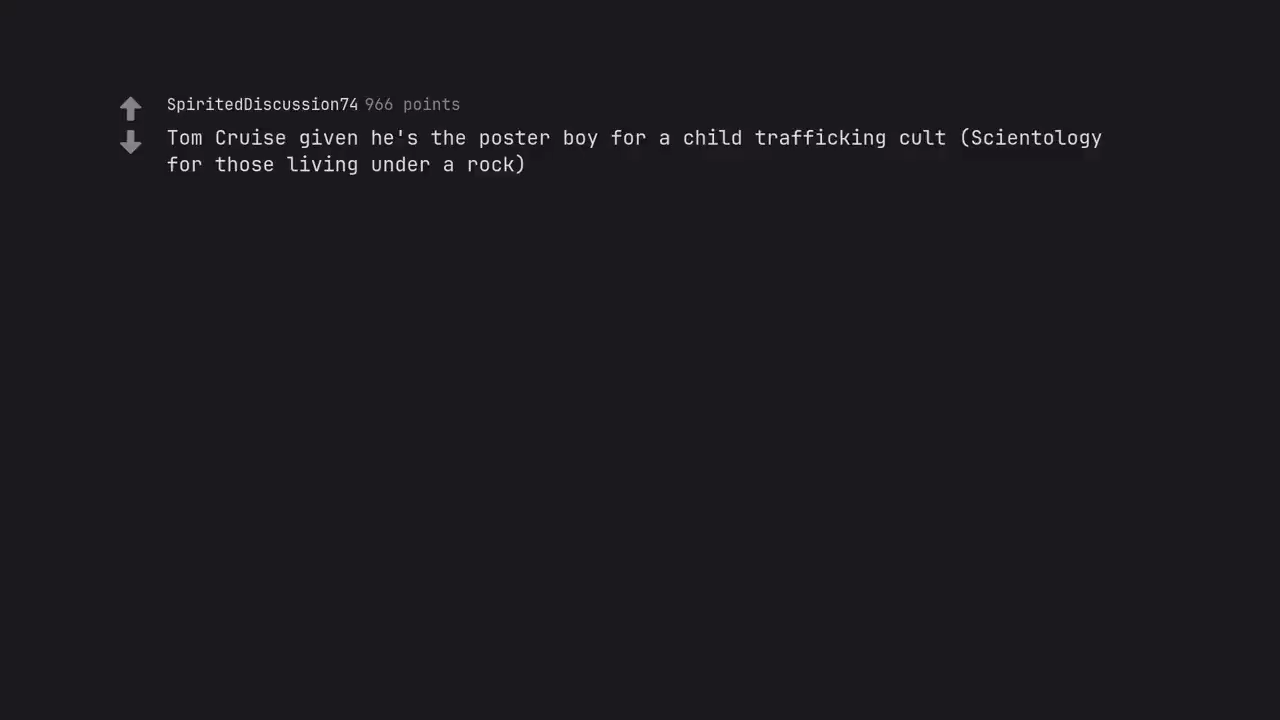 SpiritedDiscussion74 966 points
Tom Cruise given he's the poster boy for a child trafficking cult (Scientology
for those living under a rock)